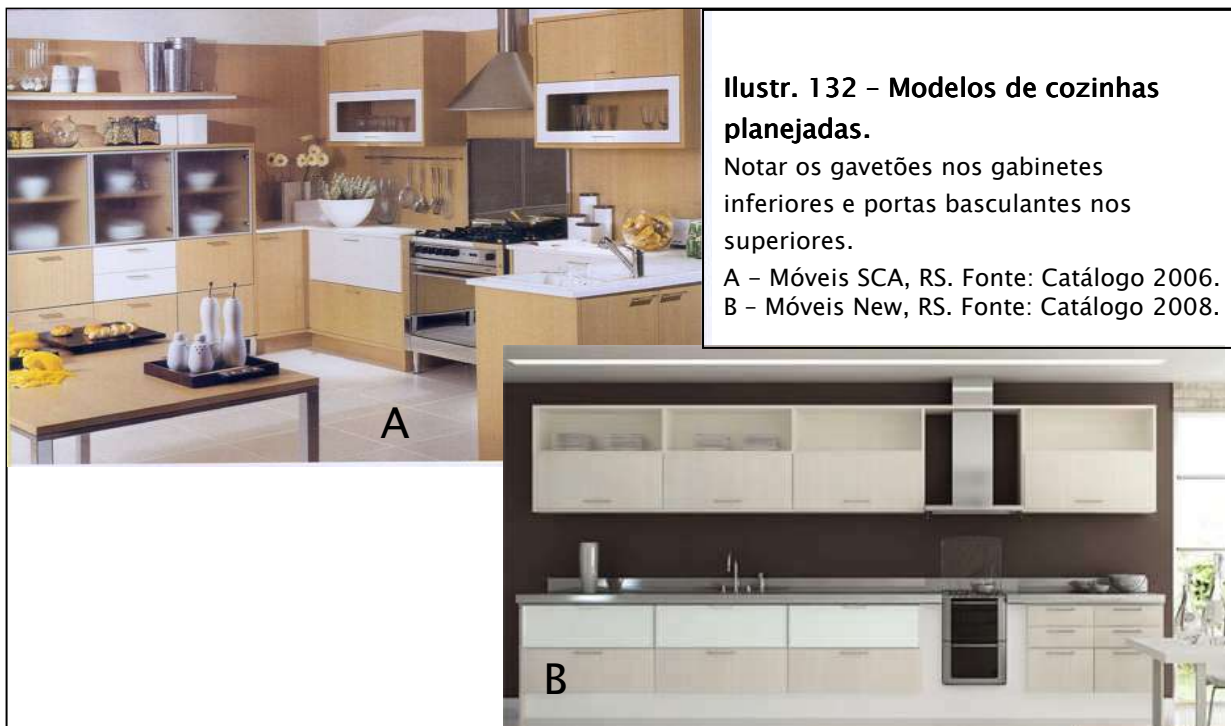 Ilustr. 132 – Modelos de cozinhas
planejadas.
Notar os gavetões nos gabinetes
inferiores e portas basculantes nos
superiores.
A – Móveis SCA, RS. Fonte: Catálogo 2006.
B – Móveis New, RS. Fonte: Catálogo 2008.
A
B